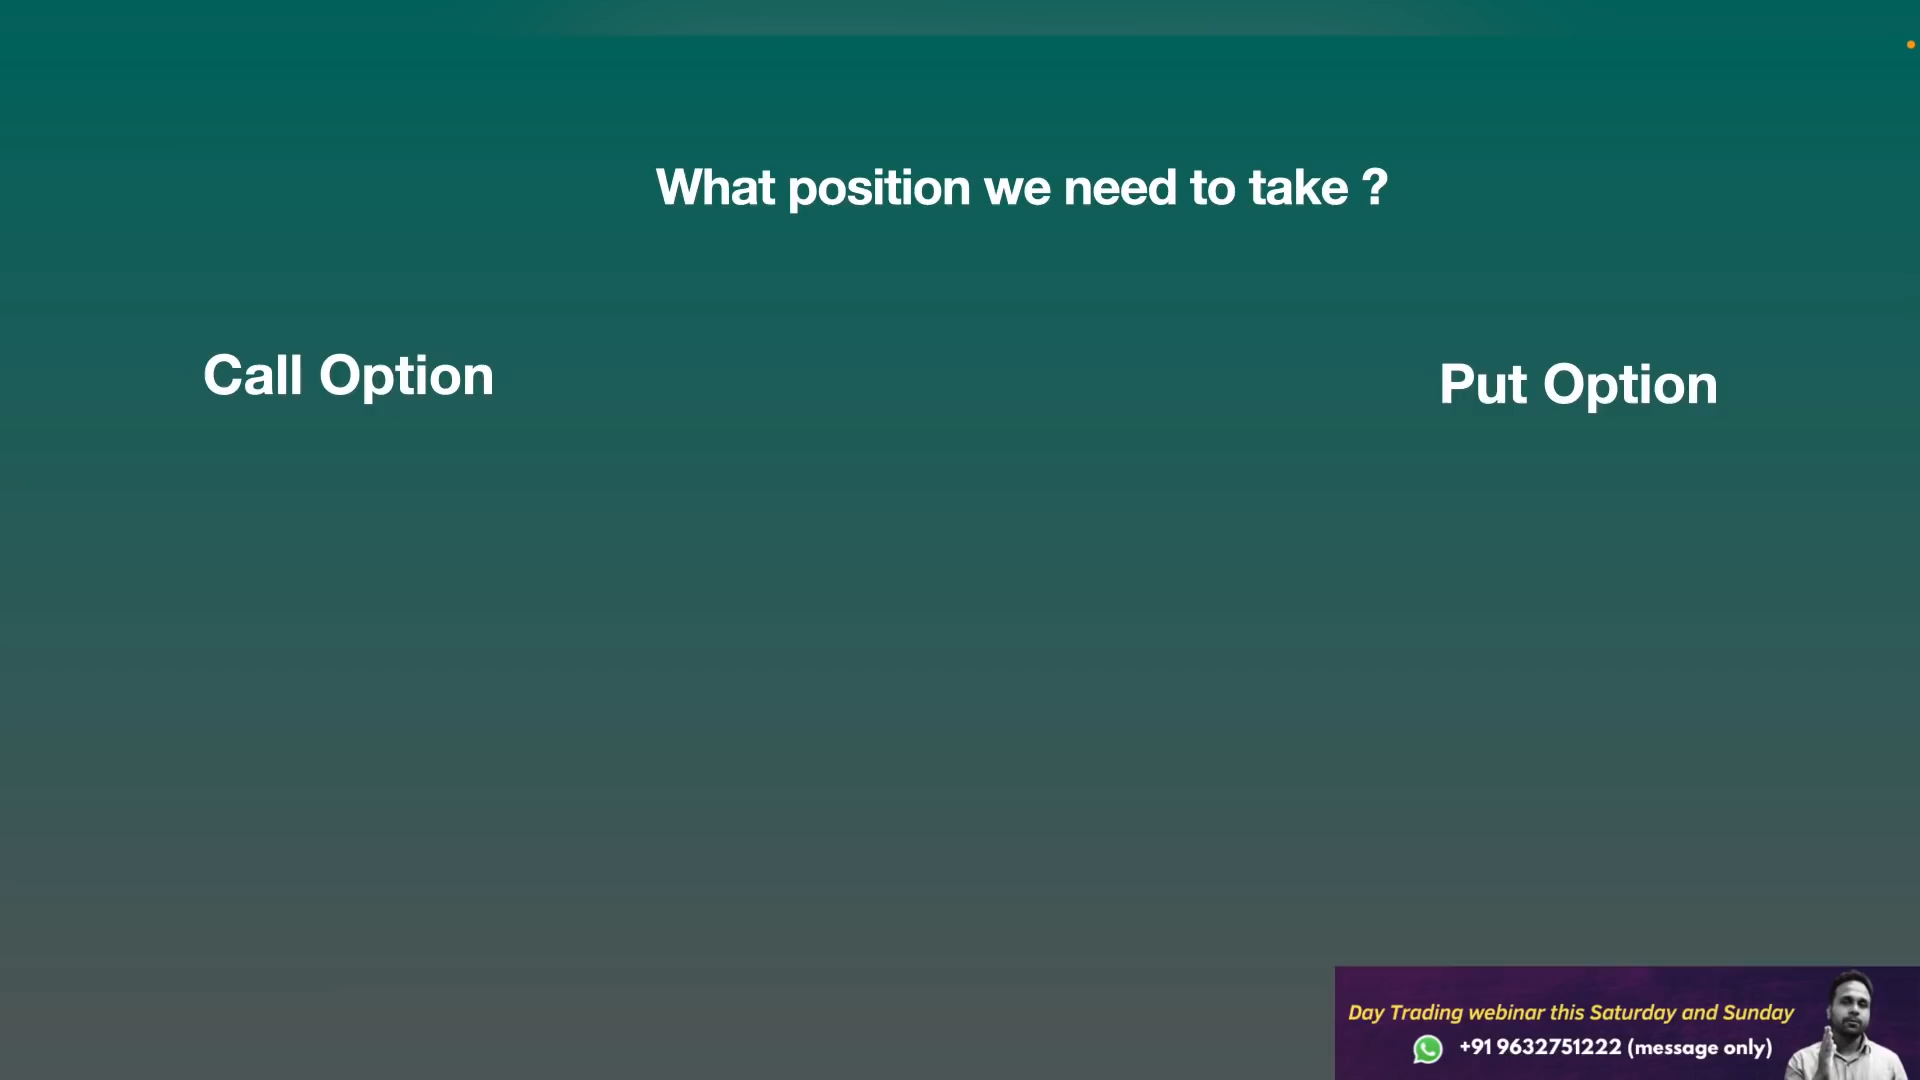 What position we need to take ?
Call Option
Put Option
Day Trading webinar this Saturday and Sunday
+91 9632751222 (message only)